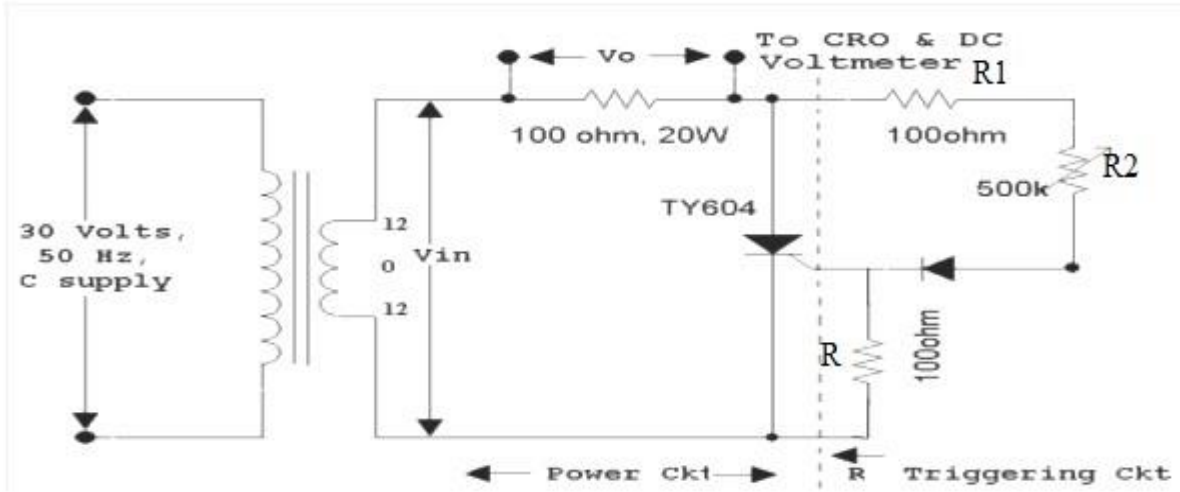 To CRO & DC
Vo
Voltmeter
R1
100 ohm, 20W
100ohm
R2
500k
TY604
12
30 Volts,
50 Hz,
C supply
0
Vin
12
R
100ohm
Power Ckt
R Triggering Ckt